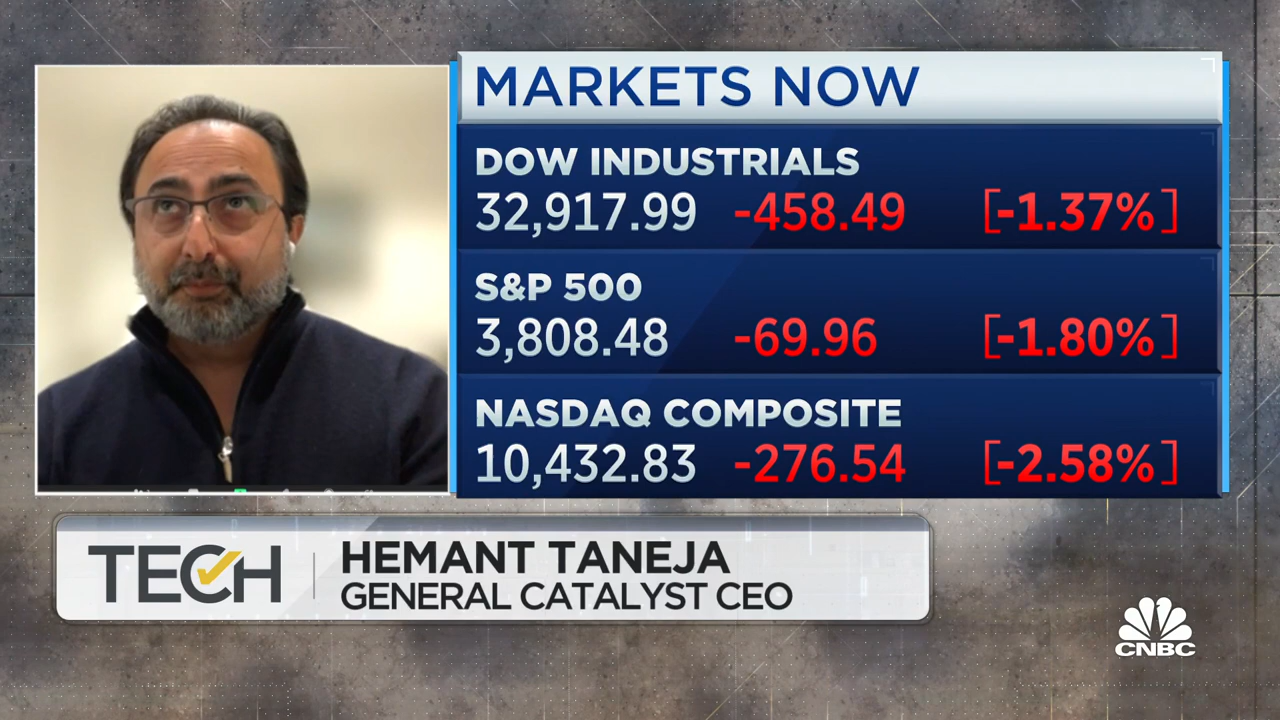 MARKETS NOW
DOW INDUSTRIALS
32,917.99 -458.49 [-1.37%]
S&P 500
3,808.48 -69.96 [-1.80%]
NASDAQ COMPOSITE
10,432.83 -276.54 [-2.58%]
TECH
HEMANT TANEJA
GENERAL CATALYST CEO
CNBC